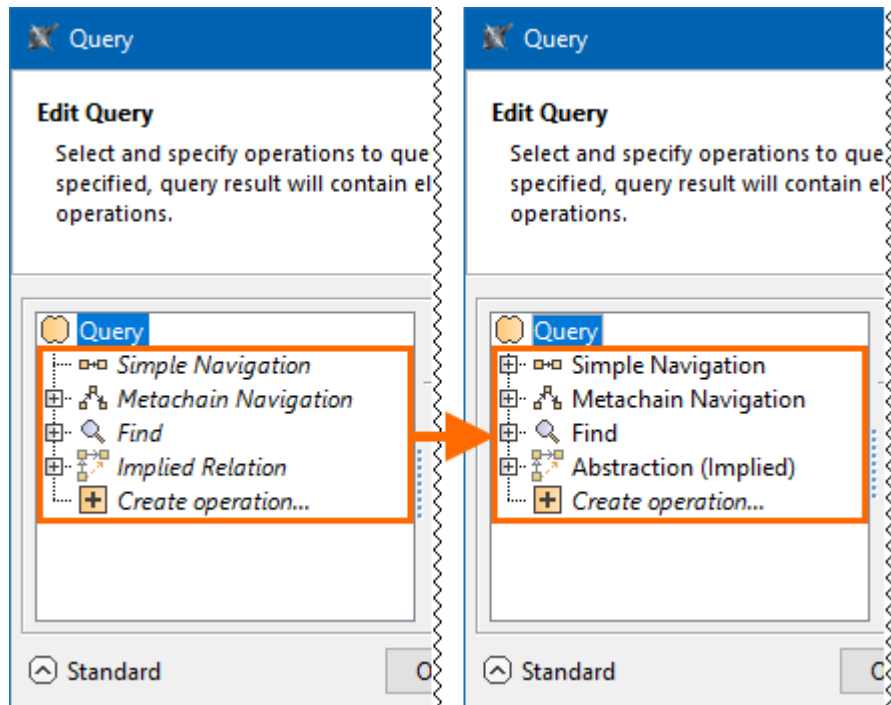 Query
Edit Query
Select and specify operations to que
specified, query result will contain el
operations.
Query
Simple Navigation
Metachain Navigation
Find
Implied Relation
Create operation...
Standard
O
Query
Edit Query
Select and specify operations to que
specified, query result will contain el
operations.
Query
Simple Navigation
Metachain Navigation
Find
Abstraction (Implied)
Create operation...
Standard